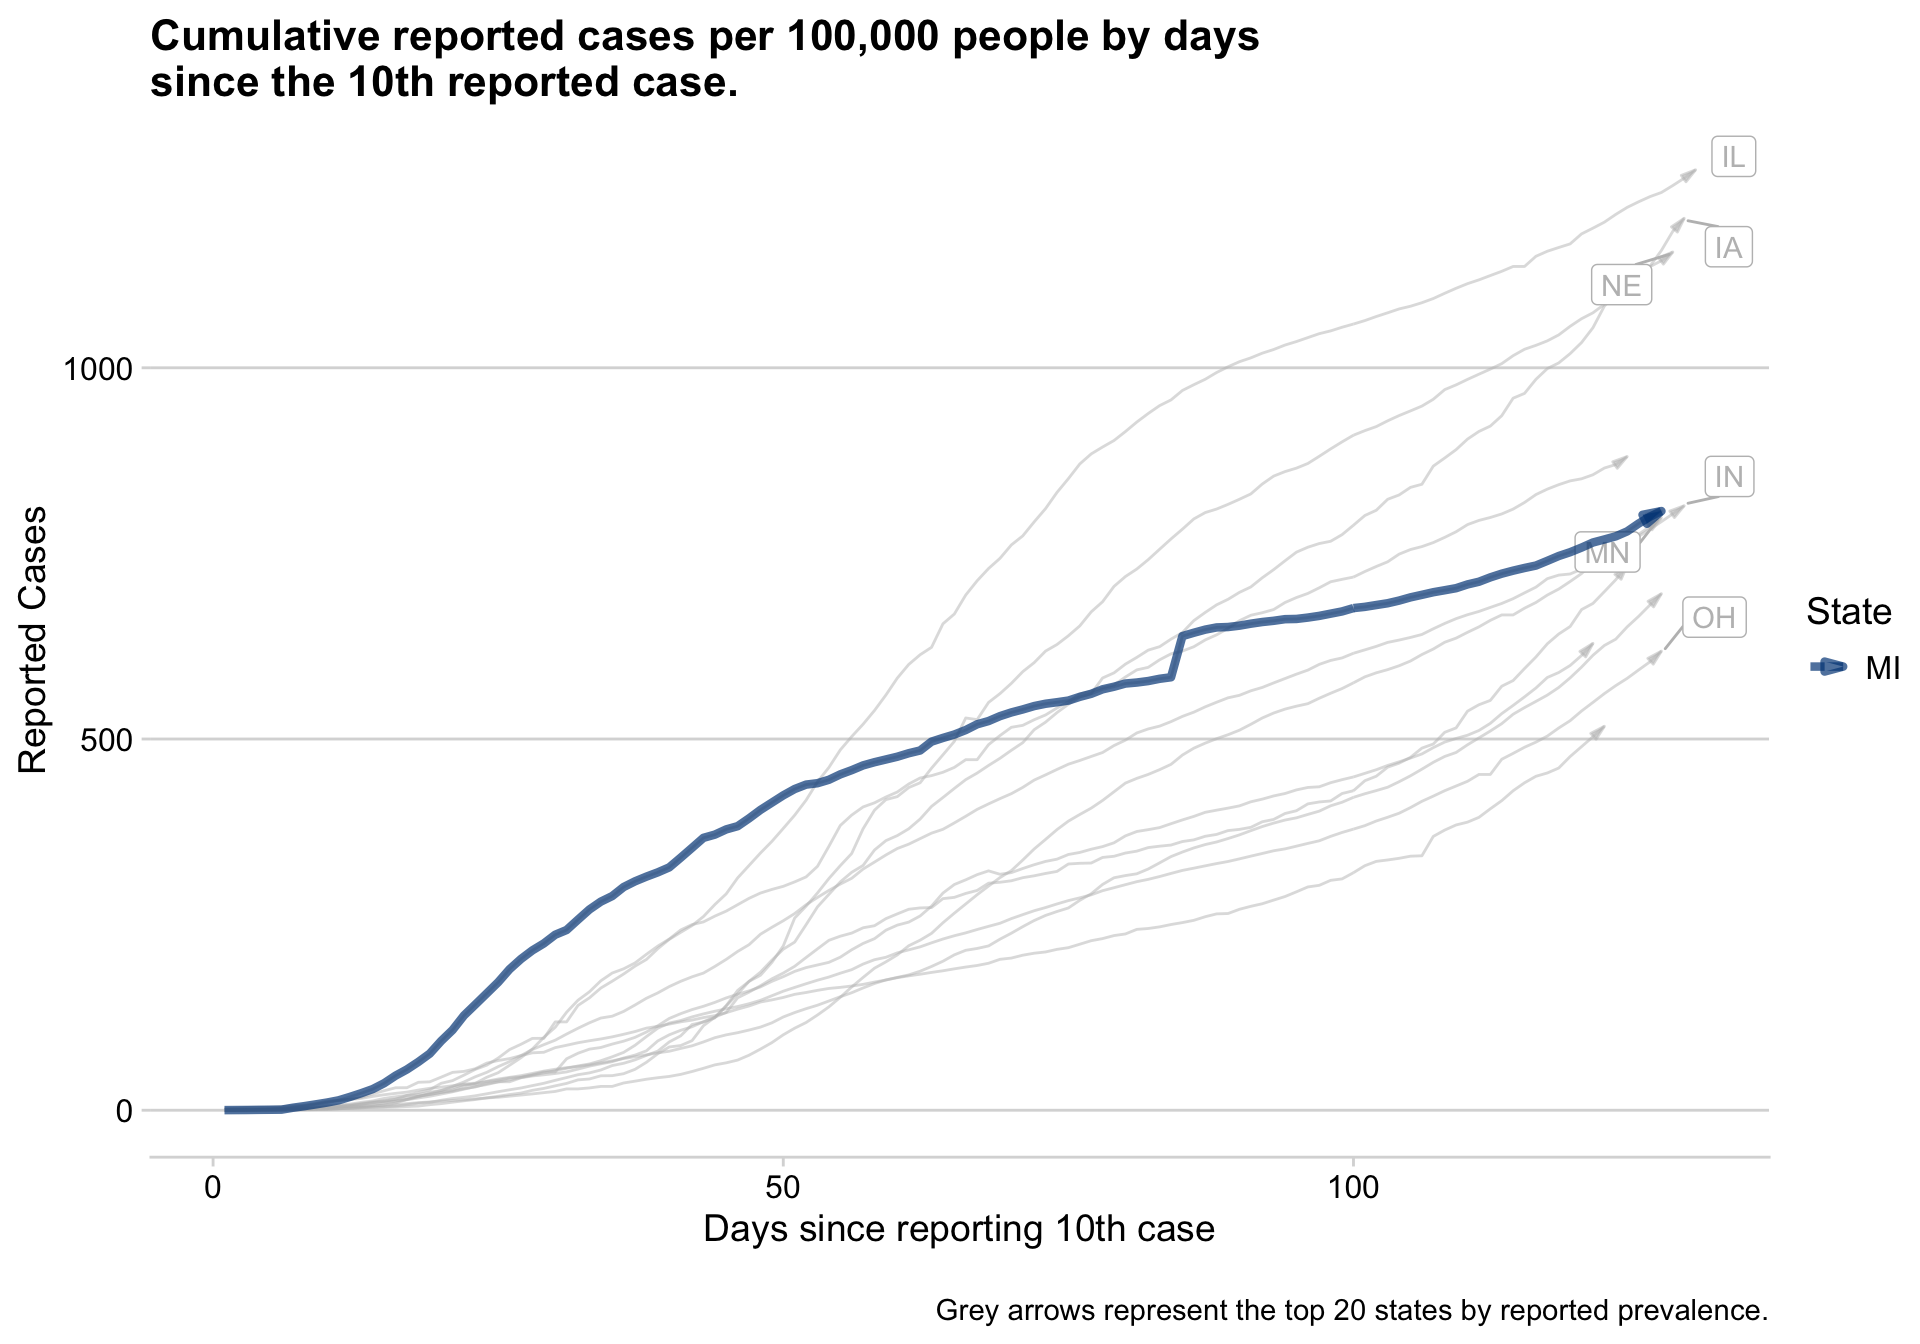 Cumulative reported cases per 100,000 people by days
since the 10th reported case.
IL
IA
NE
1000
IN
MN
Reported Cases
State
OH
MI
500
0
0 50 100
Days since reporting 10th case
Grey arrows represent the top 20 states by reported prevalence.